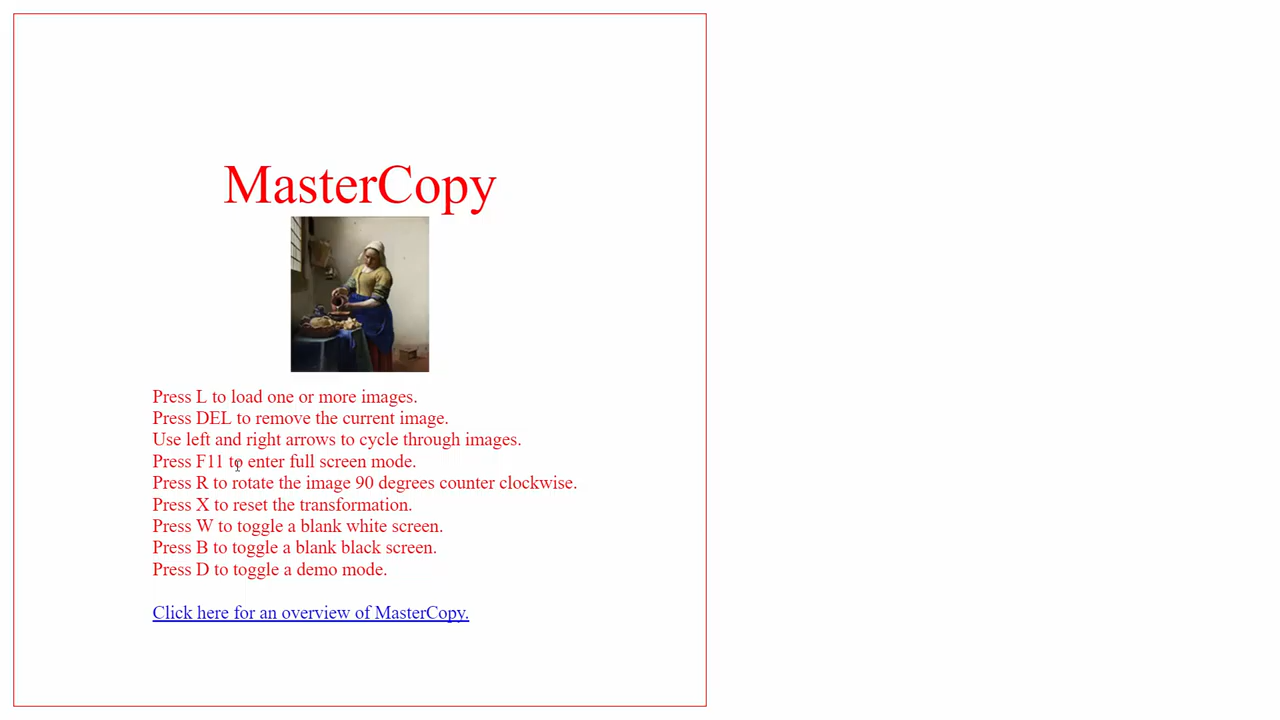 MasterCopy
Press L to load one or more images.
Press DEL to remove the current image.
Use left and right arrows to cycle through images.
Press F11 to enter full screen mode.
Press R to rotate the image 90 degrees counter clockwise.
Press X to reset the transformation.
Press W to toggle a blank white screen.
Press B to toggle a blank black screen.
Press D to toggle a demo mode.
Click here for an overview of MasterCopy.